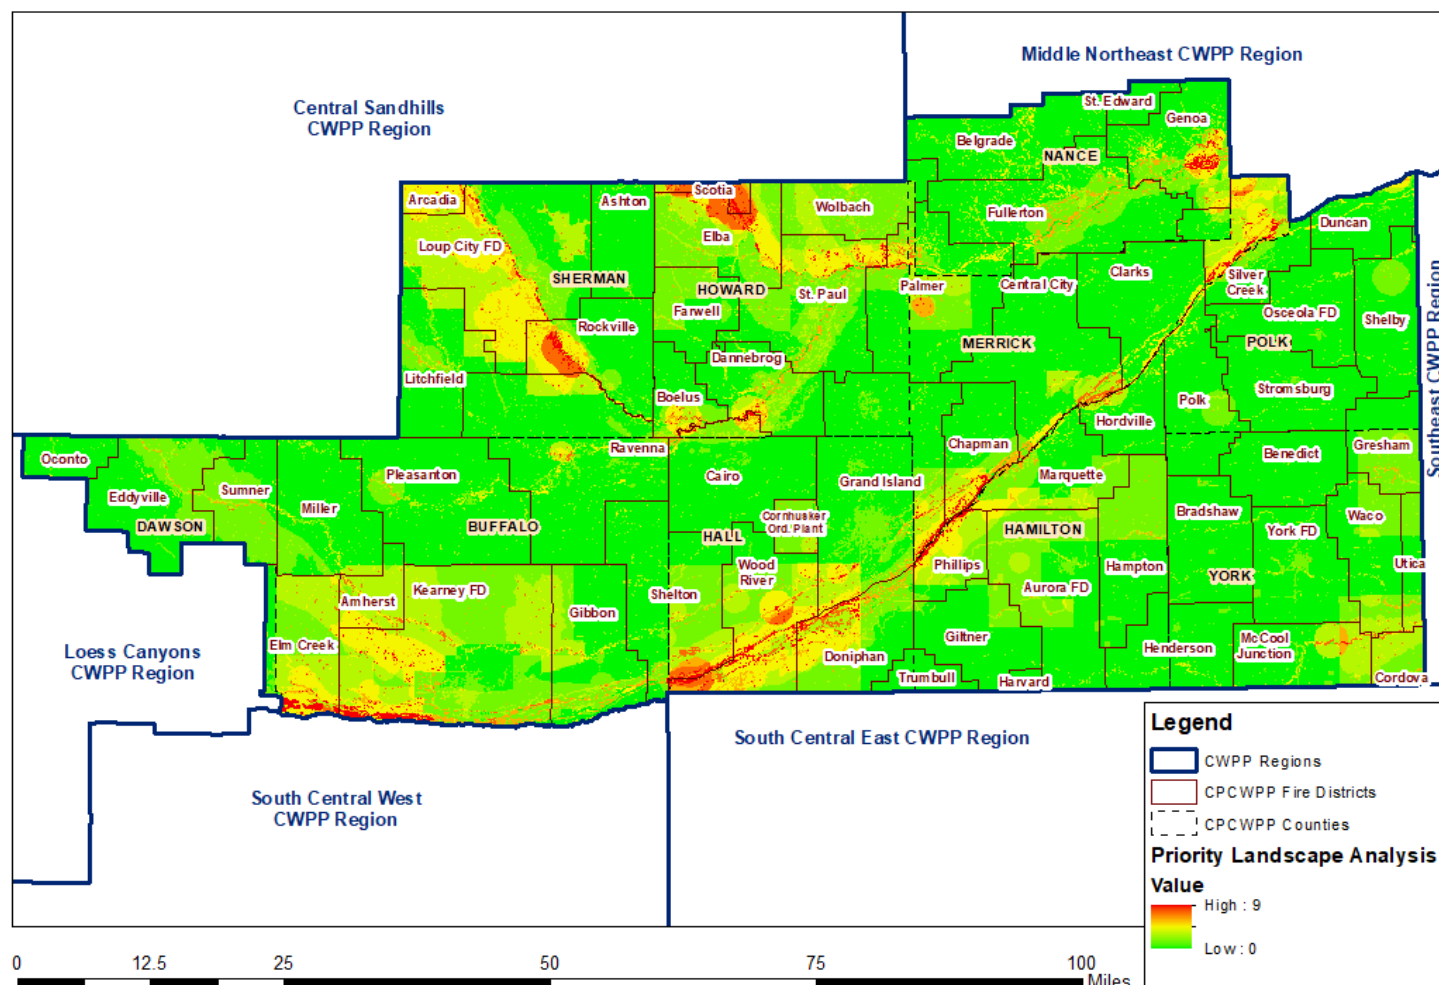 Middle Northeast CWPP Region
Central Sandhills
CWPP Region
St. Edward
Genoa
Belgrade
NANCE
Scotia
Arcadia
Ashton
Wolbach
Fullerton
Duncan
Elba
Loup City FD
SHERMAN
HOWARD
St. Paul
Palmer
Central City
Clarks
Silver
Creek
Farwell
Osceola FD
Shelby
Rockville
MERRICK
POLK
Dannebrog
Litchfield
Stromsburg
Boelus
Polk
Hordville
Southeast CWPP Region
Ravenna
Chapman
Gresham
Benedict
Oconto
Pleasanton
Cairo
Marquette
Sumner
Grand Island
Eddyville
Miller
Cornhusker
Ord. Plant
Bradshaw
Waco
DAWSON
BUFFALO
HALL
HAMILTON
York FD
Wood
River
Phillips
Hampton
Utica
YORK
Kearney FD
Aurora FD
Amherst
Shelton
Gibbon
Elm Creek
Giltner
Henderson
McCool
Junction
Loess Canyons
CWPP Region
Doniphan
Trumbull
Harvard
Cordova
South Central East CWPP Region
South Central West
CWPP Region
Legend
CWPP Regions
CPCWPP Fire Districts
CPCWPP Counties
Priority Landscape Analysis
Value
High : 9
Low : 0
0 12.5 25 50 75 100
Miles